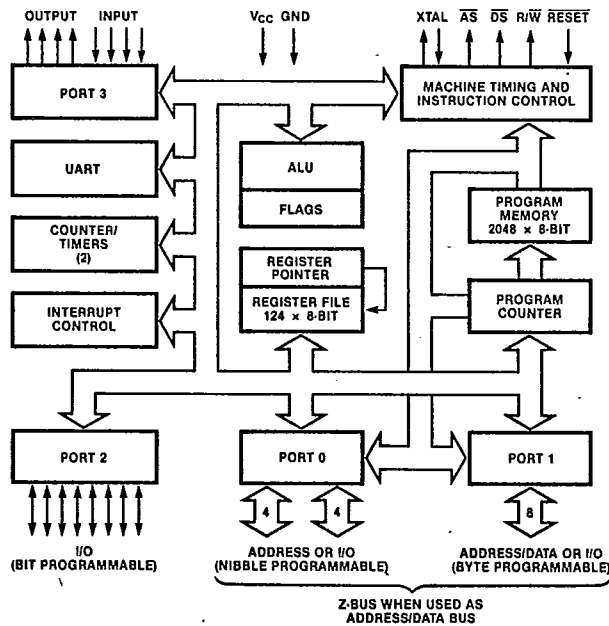 OUTPUT INPUT VCC GND XTAL AS DS R/W RESET
PORT 3
MACHINE TIMING AND
INSTRUCTION CONTROL
UART
ALU
FLAGS
PROGRAM
MEMORY
2048 × 8-BIT
COUNTER/
TIMERS
(2)
REGISTER
POINTER
REGISTER FILE
124 × 8-BIT
PROGRAM
COUNTER
INTERRUPT
CONTROL
PORT 2
PORT 0
PORT 1
4
4
8
I/O
(BIT PROGRAMMABLE)
ADDRESS OR I/O
(NIBBLE PROGRAMMABLE)
ADDRESS/DATA OR I/O
(BYTE PROGRAMMABLE)
Z-BUS WHEN USED AS
ADDRESS/DATA BUS